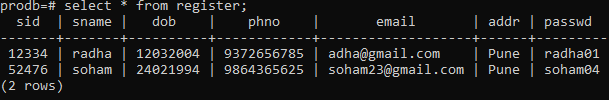 prodb=# select * from register;
  sid  | sname |   dob    |   phno     |       email       | addr | passwd
-------+-------+----------+------------+-------------------+------+---------
 12334 | radha | 12032004 | 9372656785 | adha@gmail.com    | Pune | radha01
 52476 | soham | 24021994 | 9864365625 | soham23@gmail.com | Pune | soham04
(2 rows)